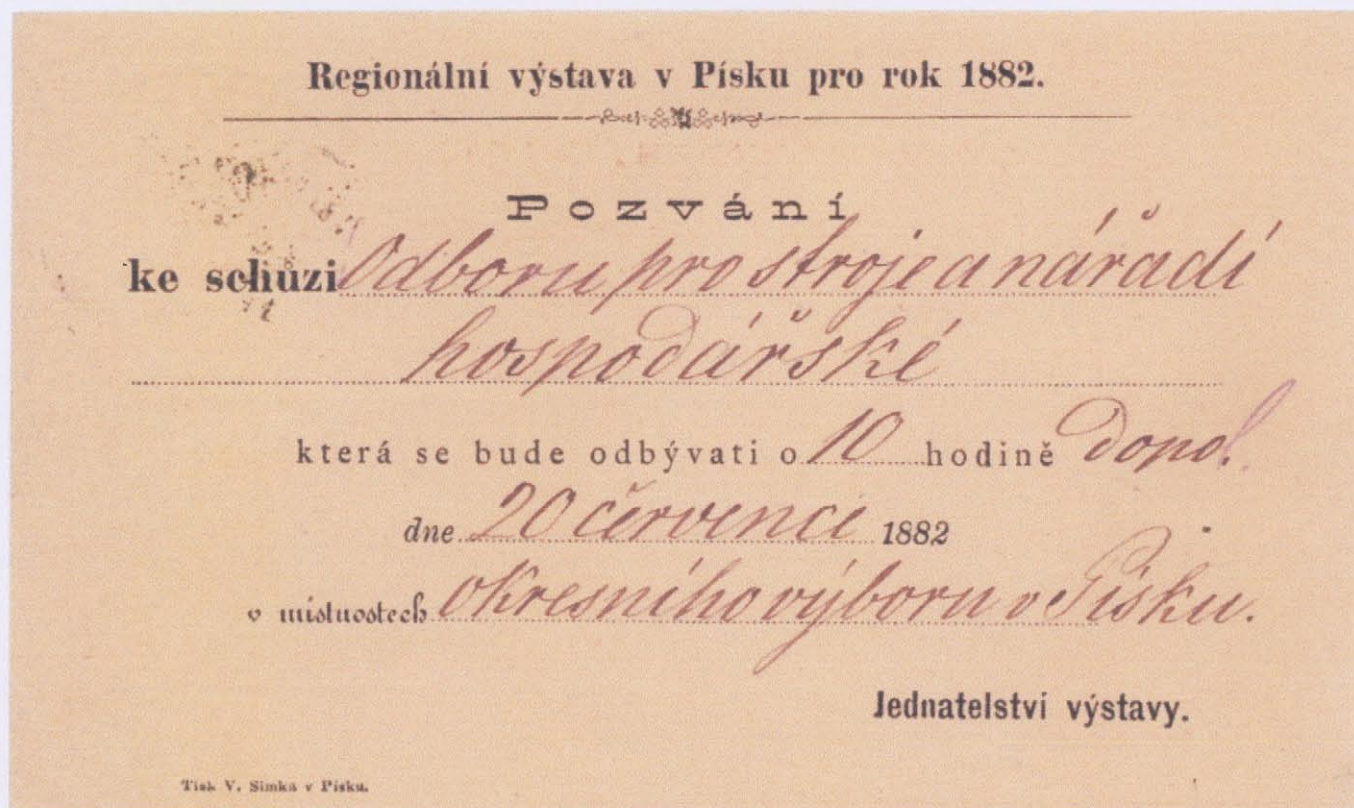 Regionální výstava v Písku pro rok 1882.
Pozvání
ke schůzi Odboru pro stroje a nářadí
hospodářské
která se bude odbývati o 10 hodině dopol.
dne 20 července 1882
v místnostech okresního výboru v Písku.
Jednatelství výstavy.
Tisk V. Simka v Písku.